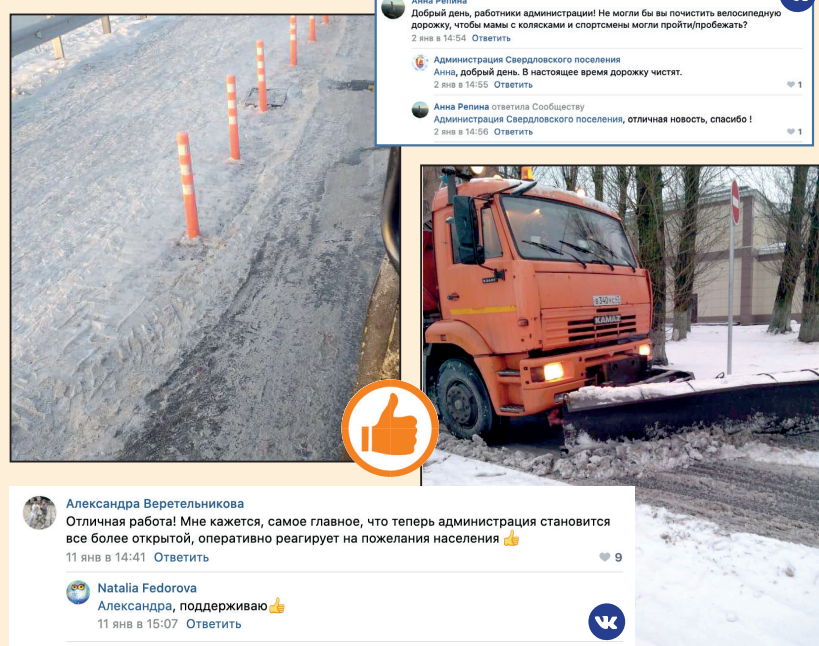 Анна Репина
Добрый день, работники администрации! Не могли бы вы почистить велосипедную
дорожку, чтобы мамы с колясками и спортсмены могли пройти/пробежать?
2 янв в 14:54 Ответить
Администрация Свердловского поселения
Анна, добрый день. В настоящее время дорожку чистят.
2 янв в 14:55 Ответить 1
Анна Репина ответила Сообществу
Администрация Свердловского поселения, отличная новость, спасибо !
2 янв в 14:56 Ответить 1
KAMAZ
Александра Веретельникова
Отличная работа! Мне кажется, самое главное, что теперь администрация становится
все более открытой, оперативно реагирует на пожелания населения 👍
11 янв в 14:41 Ответить 9
Natalia Fedorova
Александра, поддерживаю👍
11 янв в 15:07 Ответить